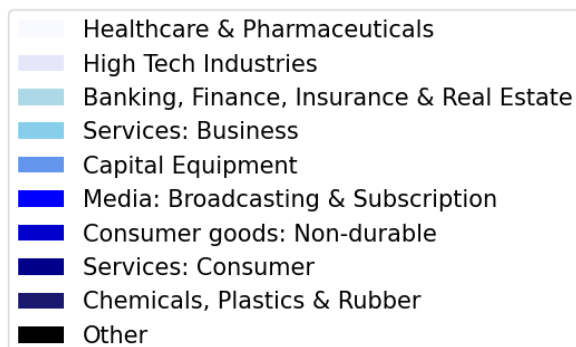 Healthcare & Pharmaceuticals
High Tech Industries
Banking, Finance, Insurance & Real Estate
Services: Business
Capital Equipment
Media: Broadcasting & Subscription
Consumer goods: Non-durable
Services: Consumer
Chemicals, Plastics & Rubber
Other